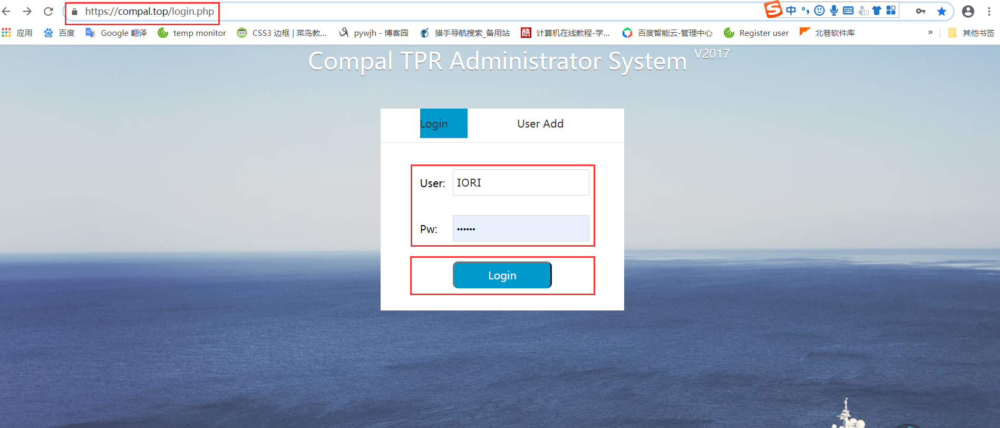 https://compal.top/login.php
中
应用 百度 Google 翻译 temp monitor CSS3 边框 | 菜鸟教... pywjh - 博客园 猎手导航搜索_备用站 计算机在线教程-学... 百度智能云-管理中心 Register user 北巷软件库 » 其他书签
Compal TPR Administrator System V2017
Login User Add
User: IORI
Pw: ••••••
Login